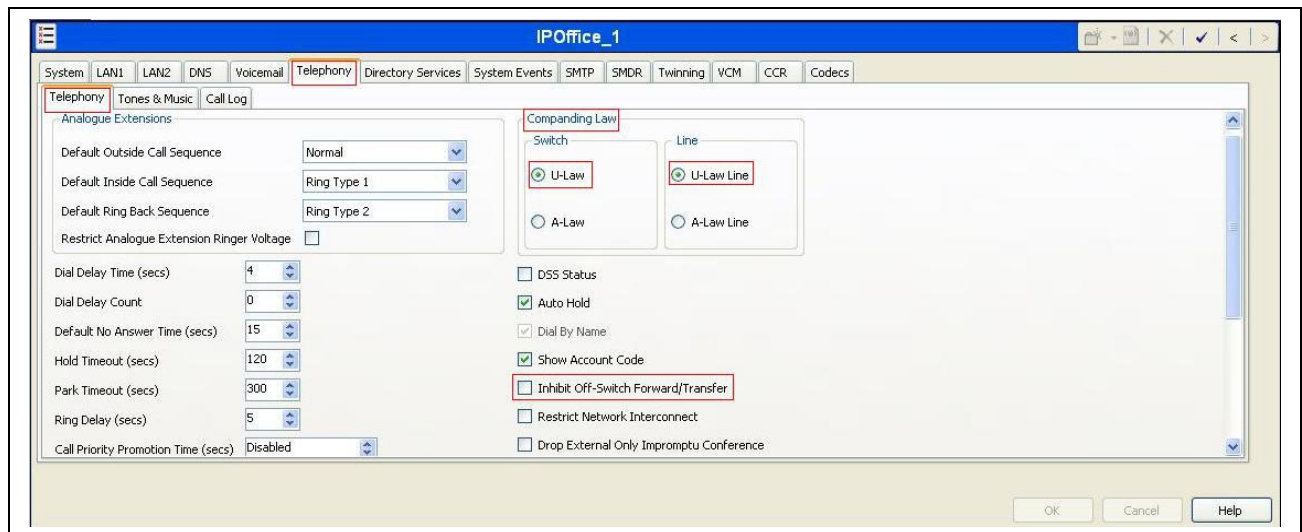 IPOffice_1
System LAN1 LAN2 DNS Voicemail Telephony Directory Services System Events SMTP SMDR Twinning VCM CCR Codecs
Telephony Tones & Music Call Log
Analogue Extensions
Default Outside Call Sequence Normal
Default Inside Call Sequence Ring Type 1
Default Ring Back Sequence Ring Type 2
Restrict Analogue Extension Ringer Voltage
Dial Delay Time (secs) 4
Dial Delay Count 0
Default No Answer Time (secs) 15
Hold Timeout (secs) 120
Park Timeout (secs) 300
Ring Delay (secs) 5
Call Priority Promotion Time (secs) Disabled
Companding Law
Switch Line
U-Law U-Law Line
A-Law A-Law Line
DSS Status
Auto Hold
Dial By Name
Show Account Code
Inhibit Off-Switch Forward/Transfer
Restrict Network Interconnect
Drop External Only Impromptu Conference
OK Cancel Help